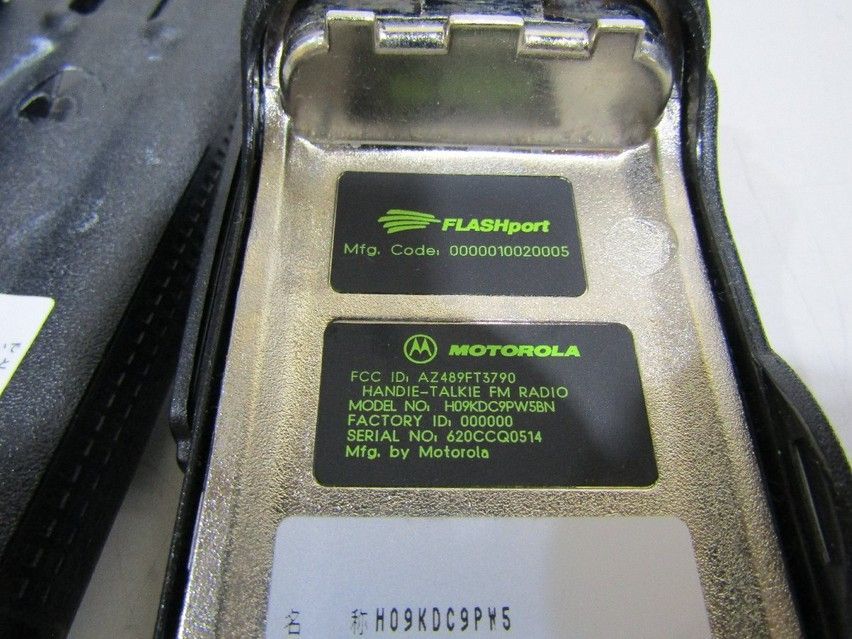 FLASHport
Mfg. Code: 0000010020005
MOTOROLA
FCC ID: AZ489FT3790
HANDIE-TALKIE FM RADIO
MODEL NO: H09KDC9PW5BN
FACTORY ID: 000000
SERIAL NO: 620CCQ0514
Mfg. by Motorola
名 称 H09KDC9PW5